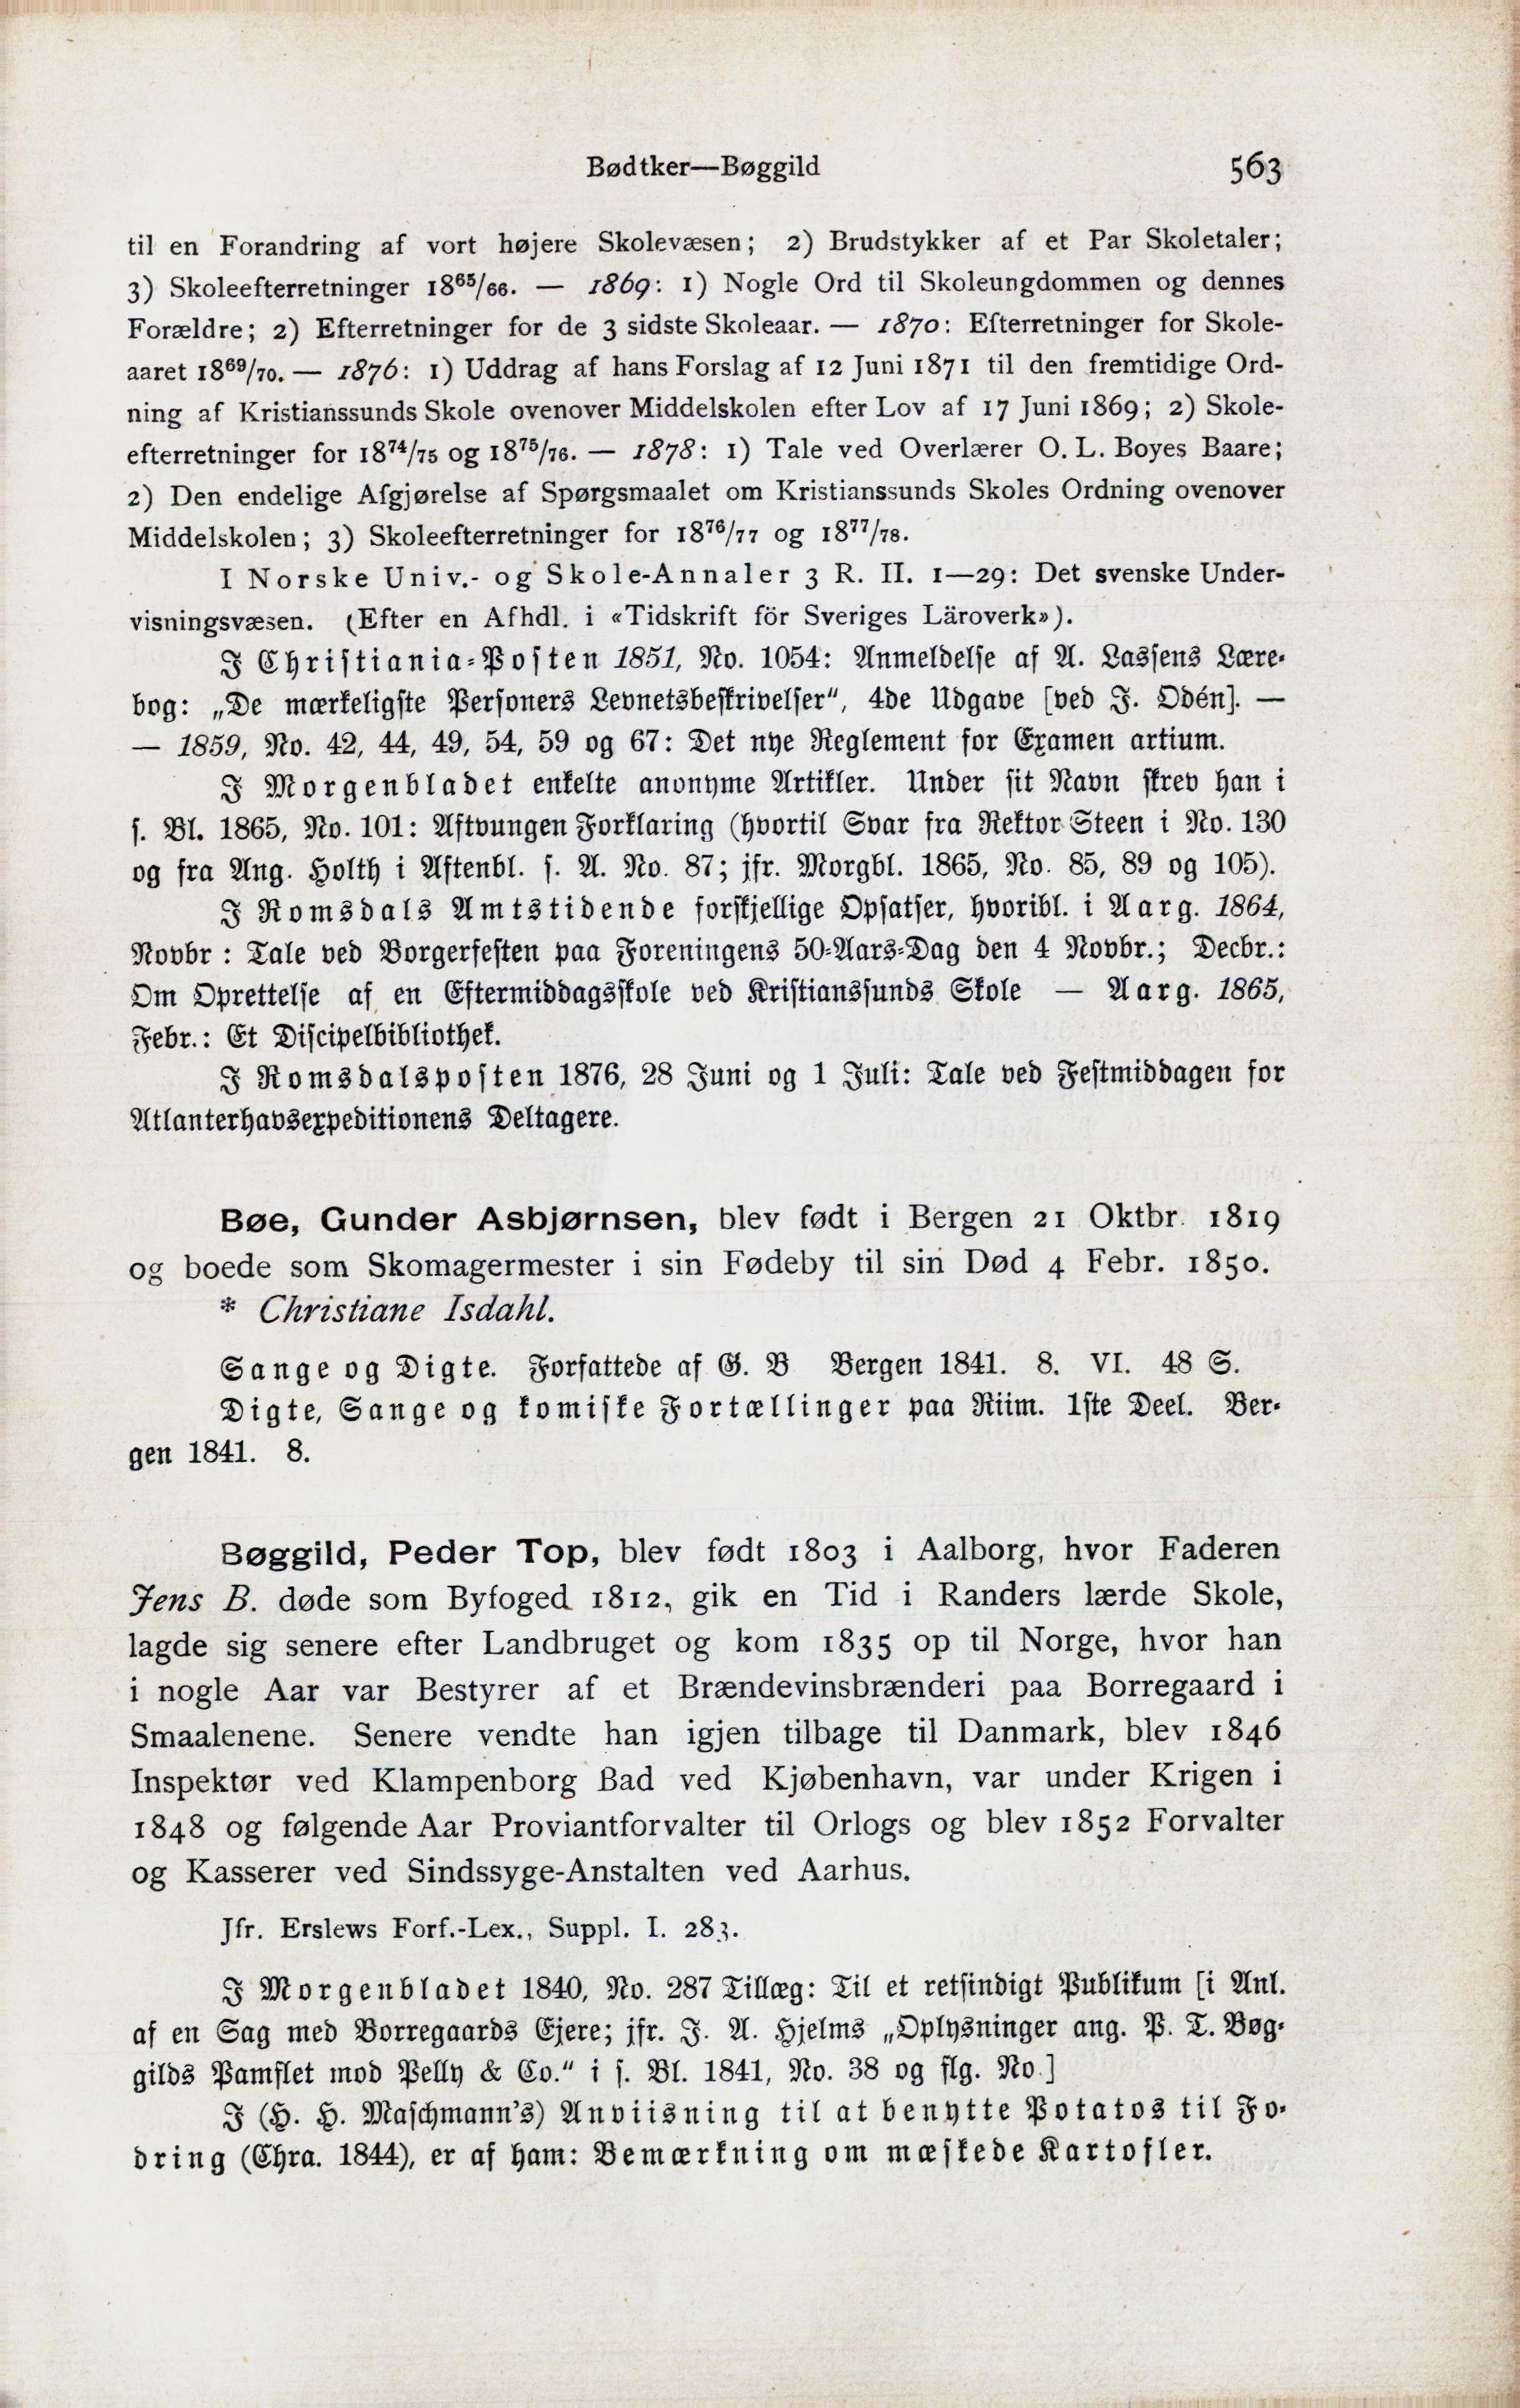 Bødtker—Bøggild 563
til en Forandring af vort højere Skolevæsen; 2) Brudstykker af et Par Skoletaler;
3) Skoleefterretninger 18⁶⁵/66. — 1869: 1) Nogle Ord til Skoleungdommen og dennes
Forældre; 2) Efterretninger for de 3 sidste Skoleaar. — 1870: Efterretninger for Skole-
aaret 18⁶⁹/70. — 1876: 1) Uddrag af hans Forslag af 12 Juni 1871 til den fremtidige Ord-
ning af Kristianssunds Skole ovenover Middelskolen efter Lov af 17 Juni 1869; 2) Skole-
efterretninger for 18⁷⁴/75 og 18⁷⁵/76. — 1878: 1) Tale ved Overlærer O. L. Boyes Baare;
2) Den endelige Afgjørelse af Spørgsmaalet om Kristianssunds Skoles Ordning ovenover
Middelskolen; 3) Skoleefterretninger for 18⁷⁶/77 og 18⁷⁷/78.
I Norske Univ.- og Skole-Annaler 3 R. II. 1—29: Det svenske Under-
visningsvæsen. (Efter en Afhdl. i «Tidskrift för Sveriges Läroverk»).
I Christiania-Posten 1851, No. 1054: Anmeldelse af A. Lassens Lære-
bog: „De mærkeligste Personers Levnetsbeskrivelser“, 4de Udgave [ved J. Odén]. —
— 1859, No. 42, 44, 49, 54, 59 og 67: Det nye Reglement for Examen artium.
I Morgenbladet enkelte anonyme Artikler. Under sit Navn skrev han i
s. Bl. 1865, No. 101: Aftvungen Forklaring (hvortil Svar fra Rektor Steen i No. 130
og fra Aug. Holth i Aftenbl. s. A. No. 87; jfr. Morgbl. 1865, No. 85, 89 og 105).
I Romsdals Amtstidende forskjellige Opsatser, hvoribl. i Aarg. 1864,
Novbr : Tale ved Borgerfesten paa Foreningens 50-Aars-Dag den 4 Novbr.; Decbr.:
Om Oprettelse af en Eftermiddagsskole ved Kristianssunds Skole — Aarg. 1865,
Febr.: Et Discipelbibliothek.
I Romsdalsposten 1876, 28 Juni og 1 Juli: Tale ved Festmiddagen for
Atlanterhavsexpeditionens Deltagere.
Bøe, Gunder Asbjørnsen, blev født i Bergen 21 Oktbr. 1819
og boede som Skomagermester i sin Fødeby til sin Død 4 Febr. 1850.
* Christiane Isdahl.
Sange og Digte. Forfattede af G. B Bergen 1841. 8. VI. 48 S.
Digte, Sange og komiske Fortællinger paa Riim. 1ste Deel. Ber-
gen 1841. 8.
Bøggild, Peder Top, blev født 1803 i Aalborg, hvor Faderen
Jens B. døde som Byfoged 1812, gik en Tid i Randers lærde Skole,
lagde sig senere efter Landbruget og kom 1835 op til Norge, hvor han
i nogle Aar var Bestyrer af et Brændevinsbrænderi paa Borregaard i
Smaalenene. Senere vendte han igjen tilbage til Danmark, blev 1846
Inspektør ved Klampenborg Bad ved Kjøbenhavn, var under Krigen i
1848 og følgende Aar Proviantforvalter til Orlogs og blev 1852 Forvalter
og Kasserer ved Sindssyge-Anstalten ved Aarhus.
Jfr. Erslews Forf.-Lex., Suppl. I. 283.
I Morgenbladet 1840, No. 287 Tillæg: Til et retsindigt Publikum [i Anl.
af en Sag med Borregaards Ejere; jfr. J. A. Hjelms „Oplysninger ang. P. T. Bøg-
gilds Pamflet mod Pelly & Co.“ i s. Bl. 1841, No. 38 og flg. No.]
I (H. H. Maschmann's) Anviisning til at benytte Potatos til Fo-
dring (Chra. 1844), er af ham: Bemærkning om mæskede Kartofler.